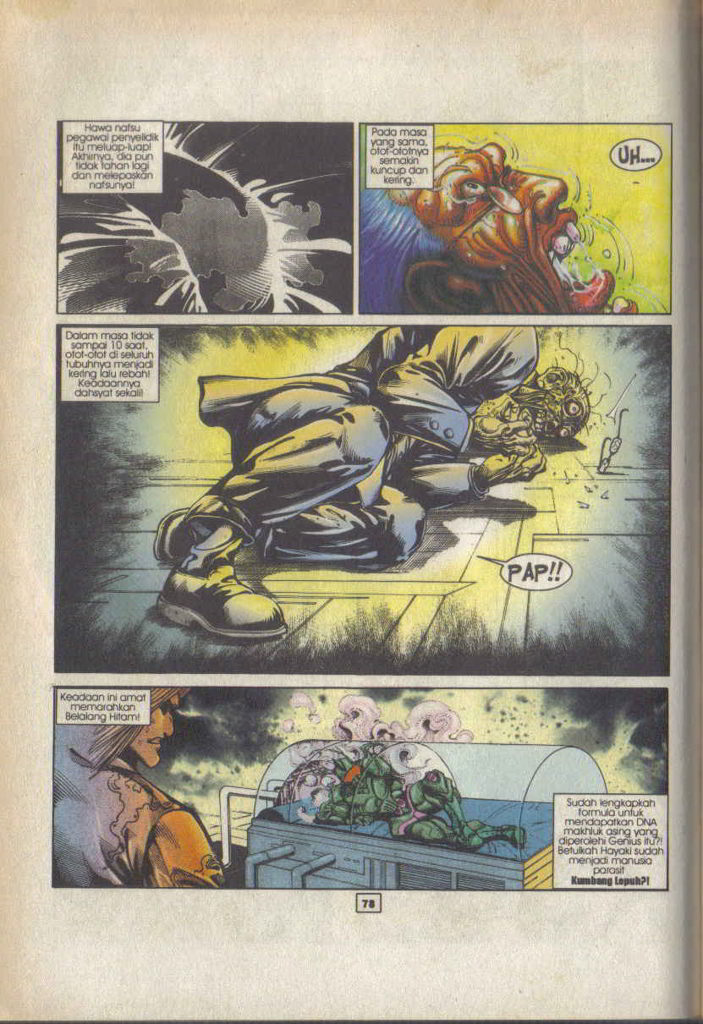 Hawa nafsu
pegawai penyelidik
itu meluap-luap!
Akhirnya, dia pun
tidak tahan lagi
dan melepaskan
nafsunya!
Pada masa
yang sama,
otot-ototnya
semakin
kuncup dan
kering.
UH....
Dalam masa tidak
sampai 10 saat,
otot-otot di seluruh
tubuhnya menjadi
kering lalu rebah!
Keadaannya
dahsyat sekali!
PAP!!
Keadaan ini amat
memarahkan
Belalang Hitam!
Sudah lengkapkah
formula untuk
mendapatkan DNA
makhluk asing yang
diperolehi Genius itu?!
Betulkah Hayaki sudah
menjadi manusia
parasit
Kumbang Lepuh?!
78